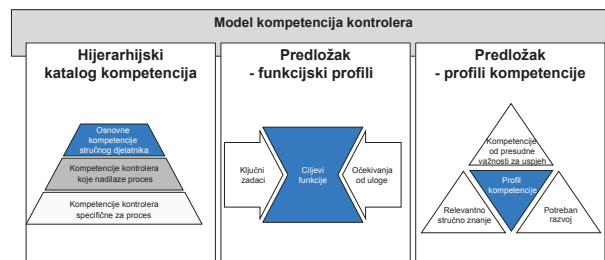 Model kompetencija kontrolera
Hijerarhijski
katalog kompetencija
Osnovne
kompetencije
stručnog djelatnika
Kompetencije kontrolera
koje nadilaze proces
Kompetencije kontrolera
specifične za proces
Predložak
- funkcijski profili
Ključni
zadaci
Ciljevi
funkcije
Očekivanja
od uloge
Predložak
- profili kompetencije
Kompetencije
od presudne
važnosti za uspjeh
Profil
kompetencije
Relevantno
stručno znanje
Potreban
razvoj